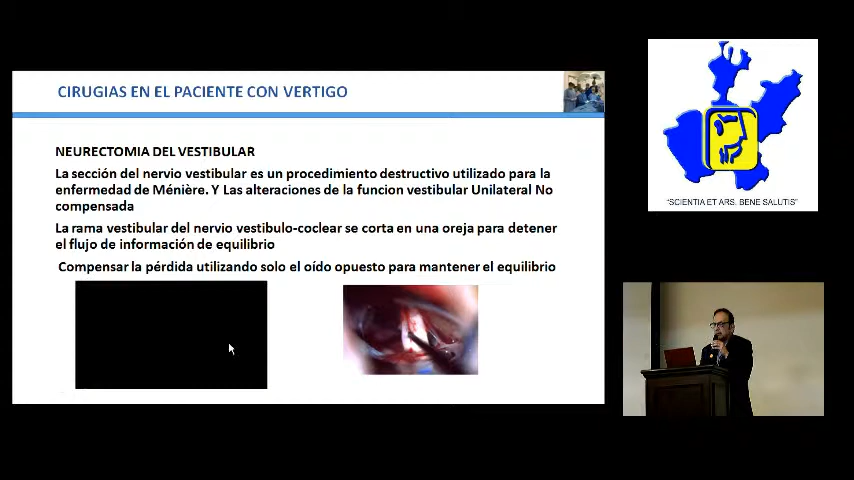 CIRUGIAS EN EL PACIENTE CON VERTIGO
NEURECTOMIA DEL VESTIBULAR
La sección del nervio vestibular es un procedimiento destructivo utilizado para la
enfermedad de Ménière. Y Las alteraciones de la funcion vestibular Unilateral No
compensada
La rama vestibular del nervio vestibulo-coclear se corta en una oreja para detener
el flujo de información de equilibrio
Compensar la pérdida utilizando solo el oído opuesto para mantener el equilibrio
"SCIENTIA ET ARS. BENE SALUTIS"